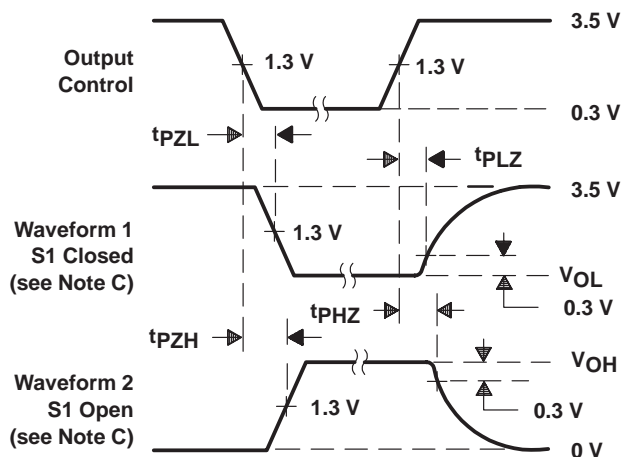 3.5 V
Output
Control
1.3 V
1.3 V
0.3 V
tPZL
tPLZ
3.5 V
Waveform 1
S1 Closed
(see Note C)
1.3 V
VOL
0.3 V
tPHZ
tPZH
VOH
Waveform 2
S1 Open
(see Note C)
1.3 V
0.3 V
0 V